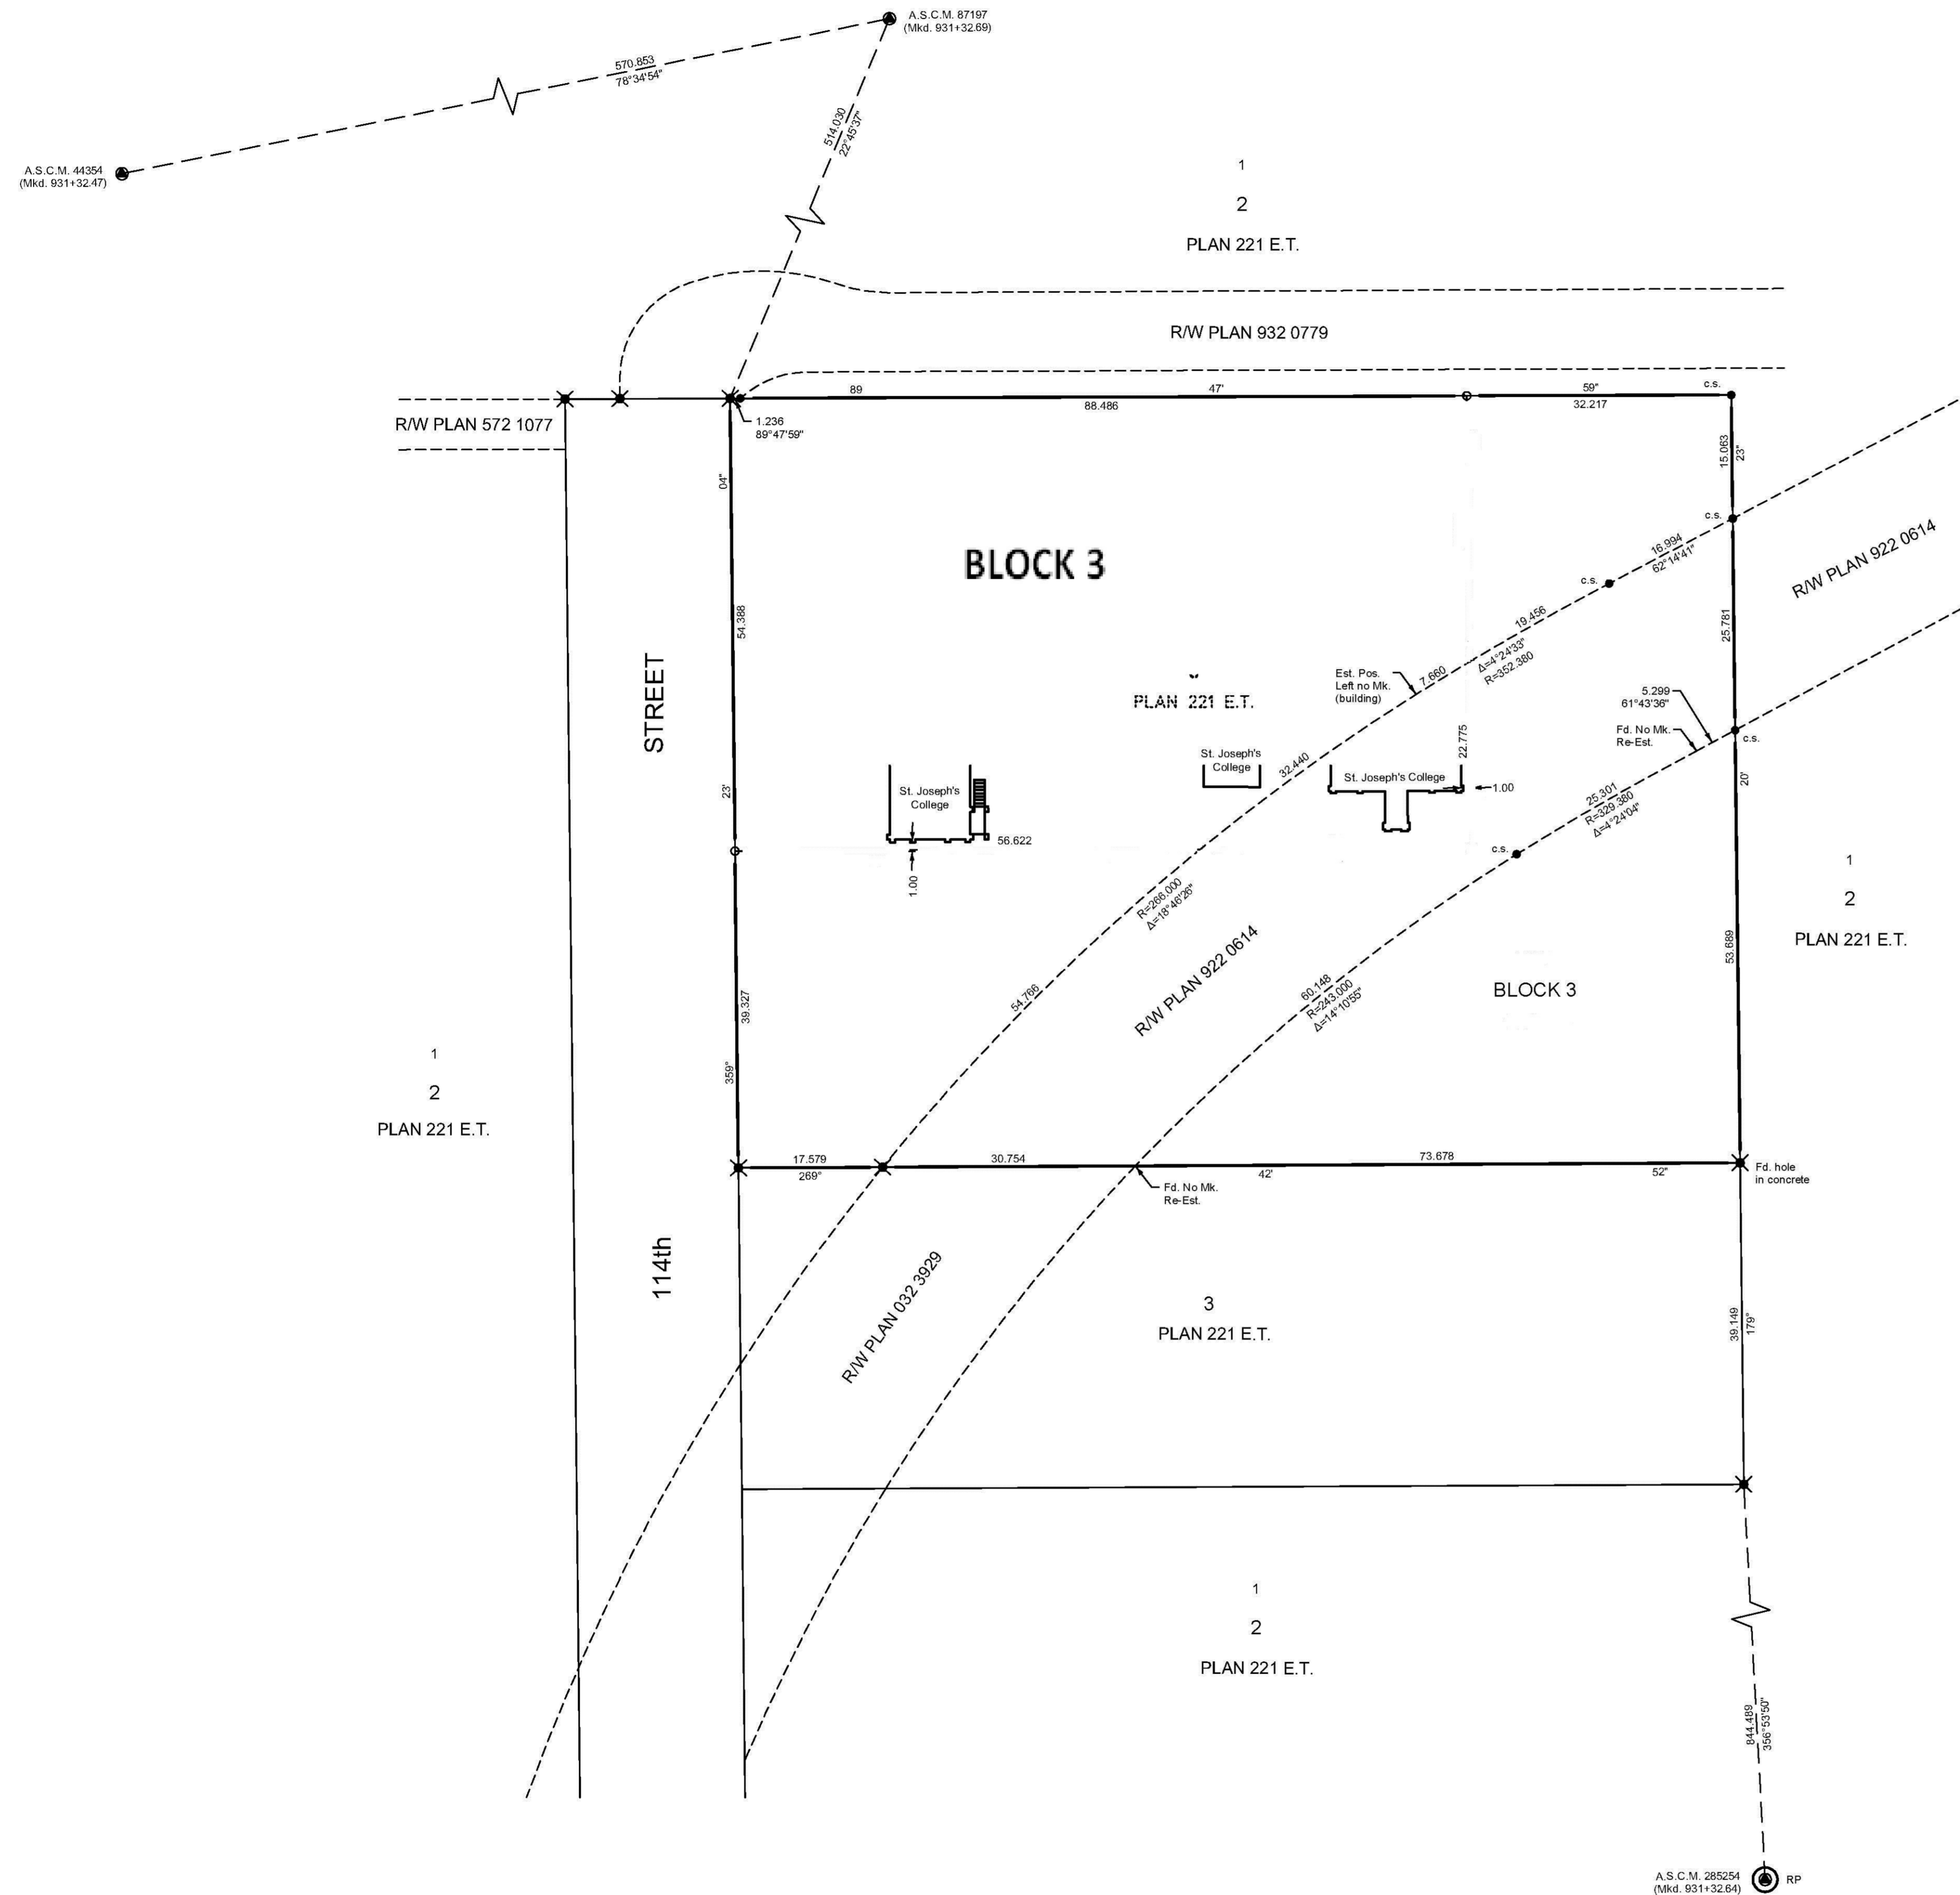 A.S.C.M. 87197
(Mkd. 931+32.69)
570.853
78°34'54"
514.030
22°45'37"
A.S.C.M. 44354
(Mkd. 931+32.47)
1
2
PLAN 221 E.T.
R/W PLAN 932 0779
89
47'
59"
c.s.
88.486
32.217
R/W PLAN 572 1077
1.236
89°47'59"
15.063
23"
04"
c.s.
R/W PLAN 922 0614
16.994
62°14'41"
c.s.
BLOCK 3
54.388
19.456
Δ=4°24'33"
R=352.380
25.781
STREET
Est. Pos.
Left no Mk.
(building)
7.660
PLAN 221 E.T.
5.299
61°43'36"
Fd. No Mk.
Re-Est.
c.s.
22.775
St. Joseph's
College
32.440
St. Joseph's College
1.00
St. Joseph's
College
23'
20'
25.301
R=329.380
Δ=4°24'04"
56.622
c.s.
1.00
1
2
PLAN 221 E.T.
R=266.000
Δ=18°46'26"
R/W PLAN 922 0614
53.689
54.766
60.148
R=243.000
Δ=14°10'55"
BLOCK 3
39.327
359°
1
2
PLAN 221 E.T.
17.579
269°
30.754
42'
73.678
52"
Fd. hole
in concrete
Fd. No Mk.
Re-Est.
114th
R/W PLAN 032 3929
3
PLAN 221 E.T.
39.149
179°
1
2
PLAN 221 E.T.
844.489
356°53'50"
A.S.C.M. 285254
(Mkd. 931+32.64)
RP